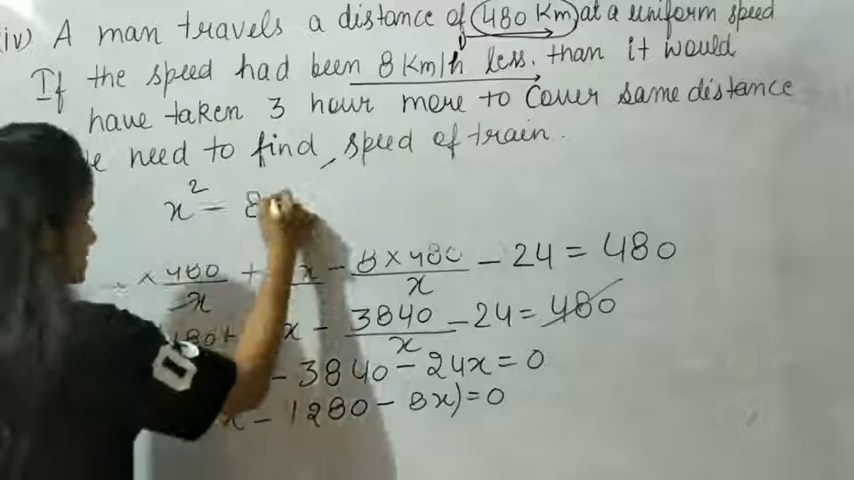 iv) A man travels a distance of 480 Km at a uniform speed
If the speed had been 8 Km/h less. than it would
have taken 3 hour more to Cover same distance
need to find, speed of train.
x² = 8
x 480/x + x - 8 x 480/x - 24 = 480
480 + x - 3840/x - 24 = 480
- 3840 - 24x = 0
x - 1280 - 8x) = 0